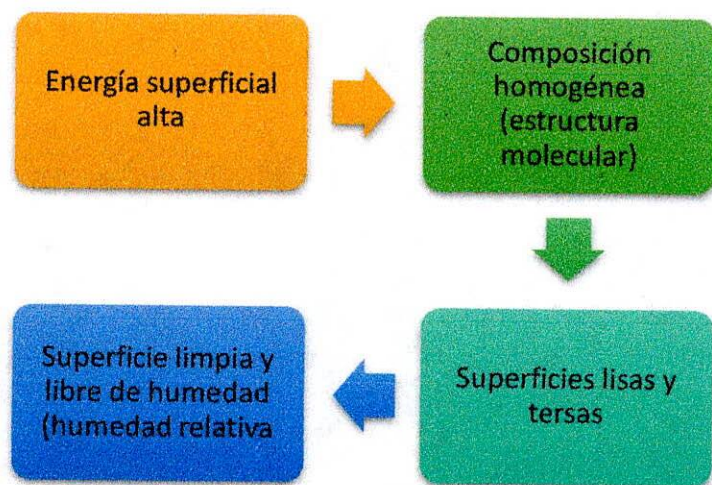 Energía superficial
alta
Composición
homogénea
(estructura
molecular)
Superficies lisas y
tersas
Superficie limpia y
libre de humedad
(humedad relativa